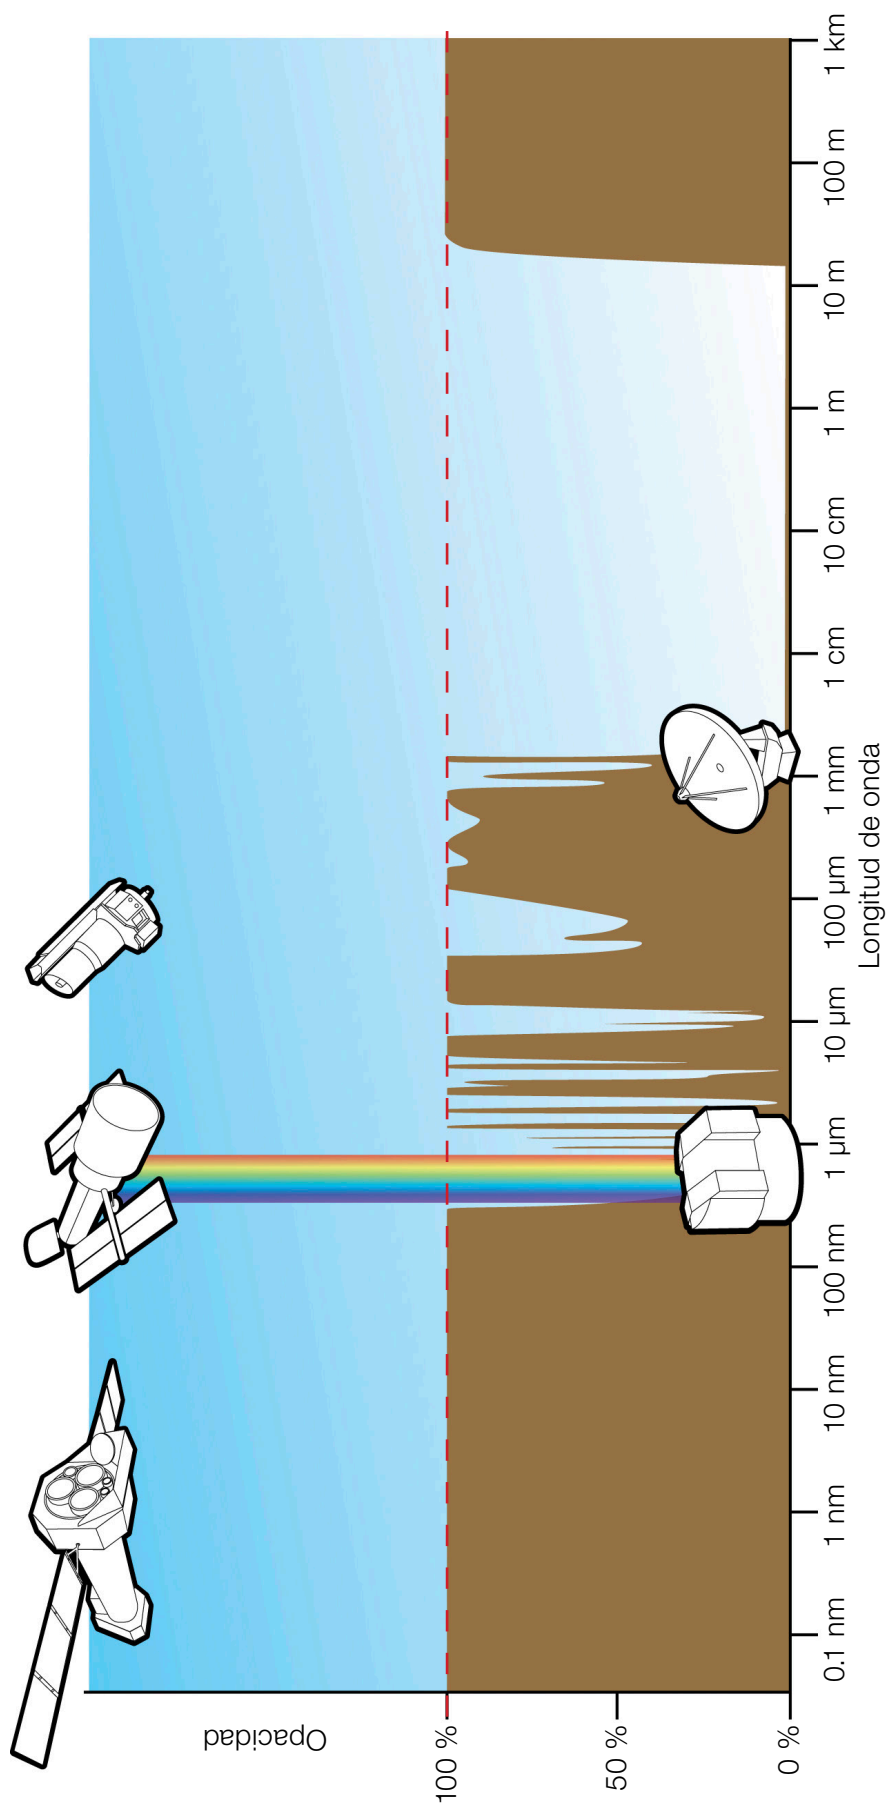 Opacidad
100 %
50 %
0 %
0.1 nm
1 nm
10 nm
100 nm
1 µm
10 µm
100 µm
1 mm
1 cm
10 cm
1 m
10 m
100 m
1 km
Longitud de onda